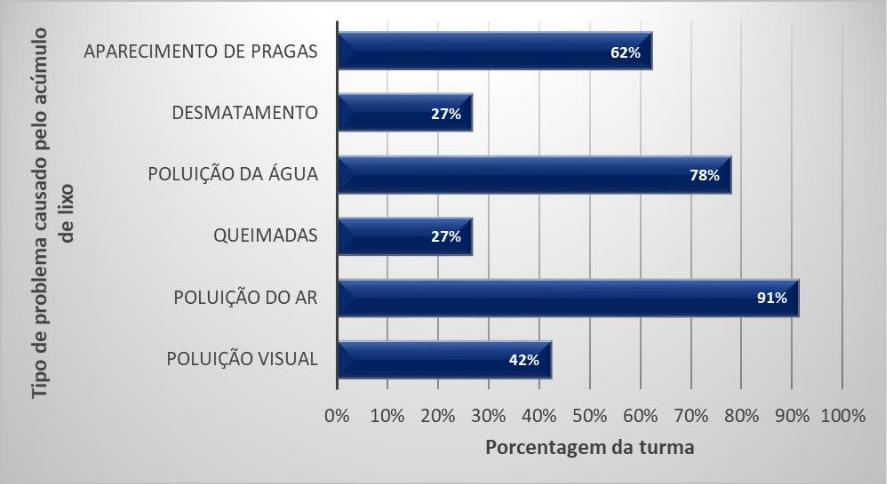 Tipo de problema causado pelo acúmulo
de lixo
APARECIMENTO DE PRAGAS
62%
DESMATAMENTO
27%
POLUIÇÃO DA ÁGUA
78%
QUEIMADAS
27%
POLUIÇÃO DO AR
91%
POLUIÇÃO VISUAL
42%
0% 10% 20% 30% 40% 50% 60% 70% 80% 90% 100%
Porcentagem da turma